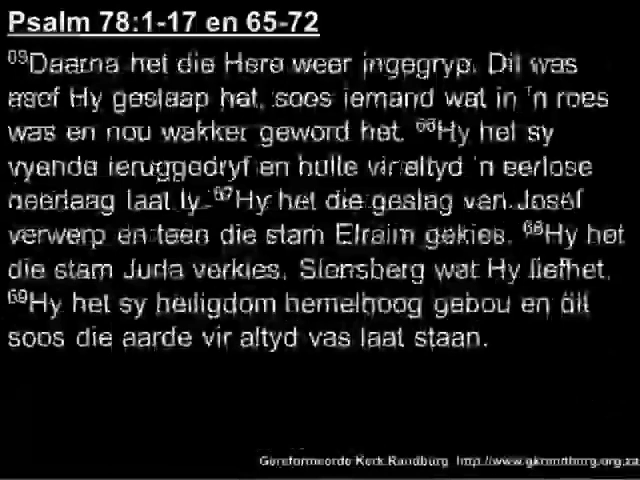 Psalm 78:1-17 en 65-72
⁶⁵Daarna het die Here weer ingegryp. Dit was
asof Hy geslaap het, soos iemand wat in 'n roes
was en nou wakker geword het. ⁶⁶Hy het sy
vyande teruggedryf en hulle vir altyd 'n eerlose
neerlaag laat ly. ⁶⁷Hy het die geslag van Josef
verwerp en teen die stam Efraim gekies. ⁶⁸Hy het
die stam Juda verkies, Sionsberg wat Hy liefhet.
⁶⁹Hy het sy heiligdom hemelhoog gebou en dit
soos die aarde vir altyd vas laat staan.
Gereformeerde Kerk Randburg http://www.gkrandburg.org.za